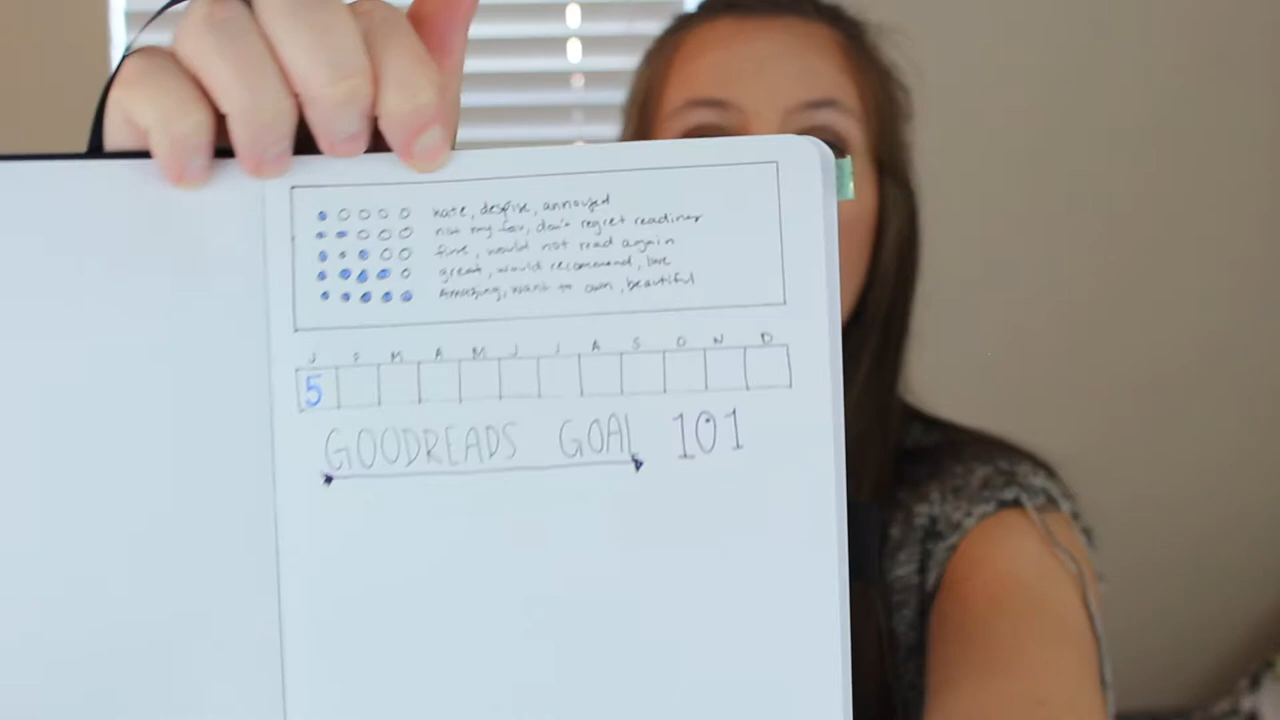 hate, despise, annoyed
not my fav, don't regret reading
fine, would not read again
great, would recommend, love
Amazing, want to own, beautiful
J F M A M J J A S O N D
5
GOODREADS GOAL 101